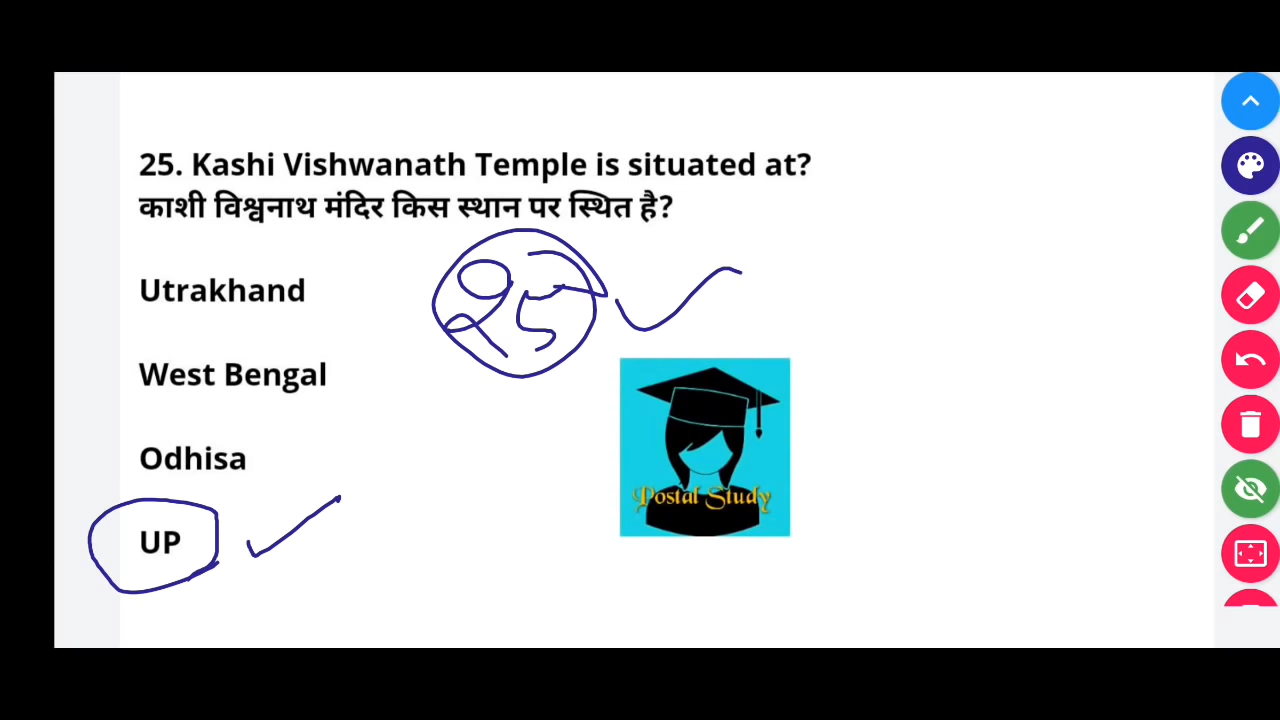 25. Kashi Vishwanath Temple is situated at?
काशी विश्वनाथ मंदिर किस स्थान पर स्थित है?
Utrakhand
25
West Bengal
Odhisa
Postal Study
UP